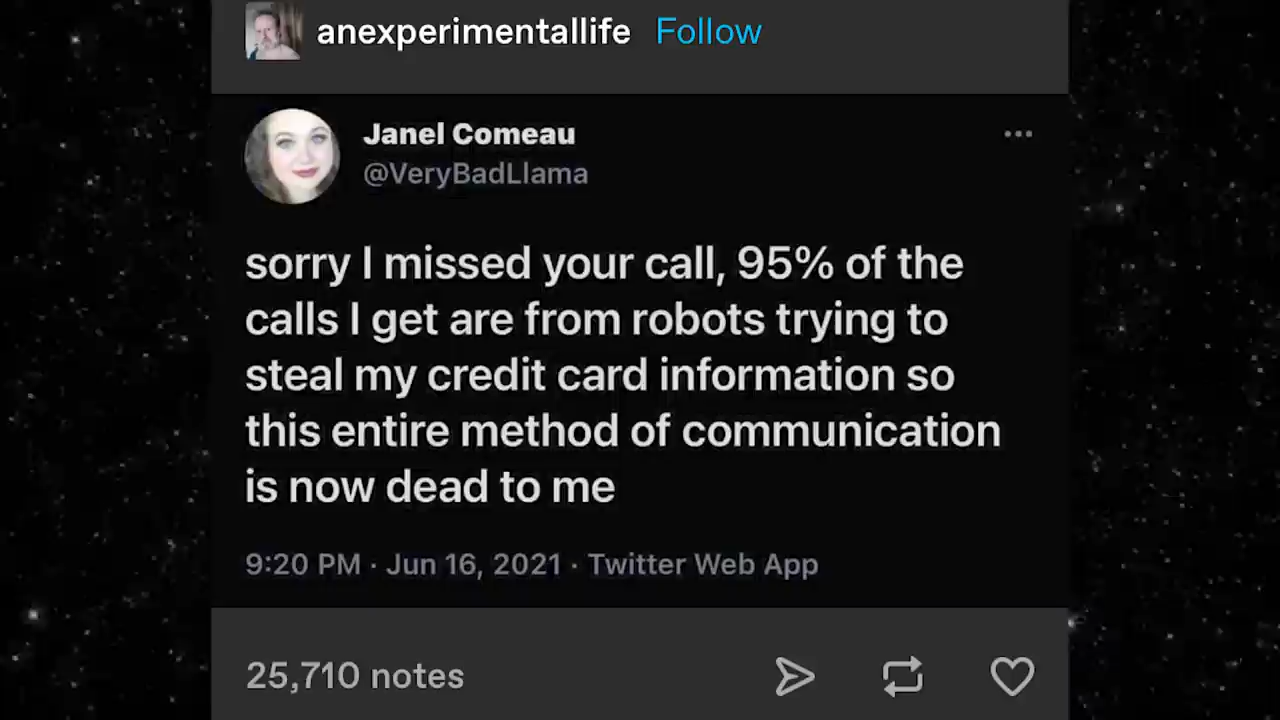 anexperimentallife Follow
Janel Comeau
@VeryBadLlama
sorry I missed your call, 95% of the
calls I get are from robots trying to
steal my credit card information so
this entire method of communication
is now dead to me
9:20 PM · Jun 16, 2021 · Twitter Web App
25,710 notes